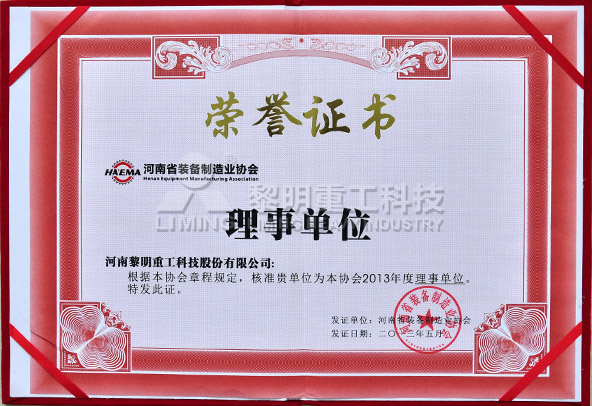 荣誉证书
HAEMA 河南省装备制造业协会
Henan Equipment Manufacturing Association
黎明重工科技
LIMING HEAVY INDUSTRY
理事单位
河南黎明重工科技股份有限公司:
根据本协会章程规定，核准贵单位为本协会2013年度理事单位。
特发此证。
发证单位: 河南省装备制造业协会
发证日期: 二〇一三年五月
河南省装备制造业协会